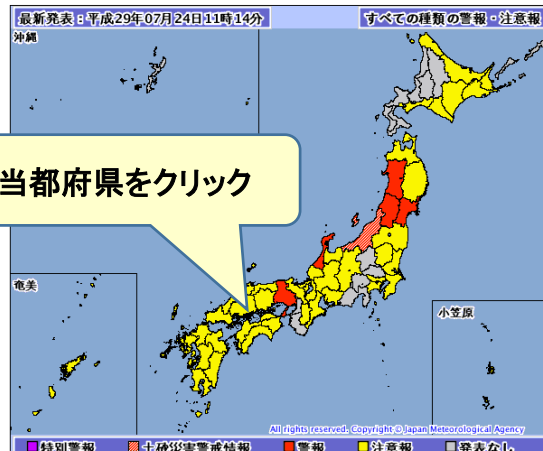 最新発表：平成29年07月24日11時14分
すべての種類の警報・注意報
沖縄
当都府県をクリック
奄美
小笠原
All rights reserved. Copyright © Japan Meteorological Agency
特別警報
土砂災害警戒情報
警報
注意報
発表なし